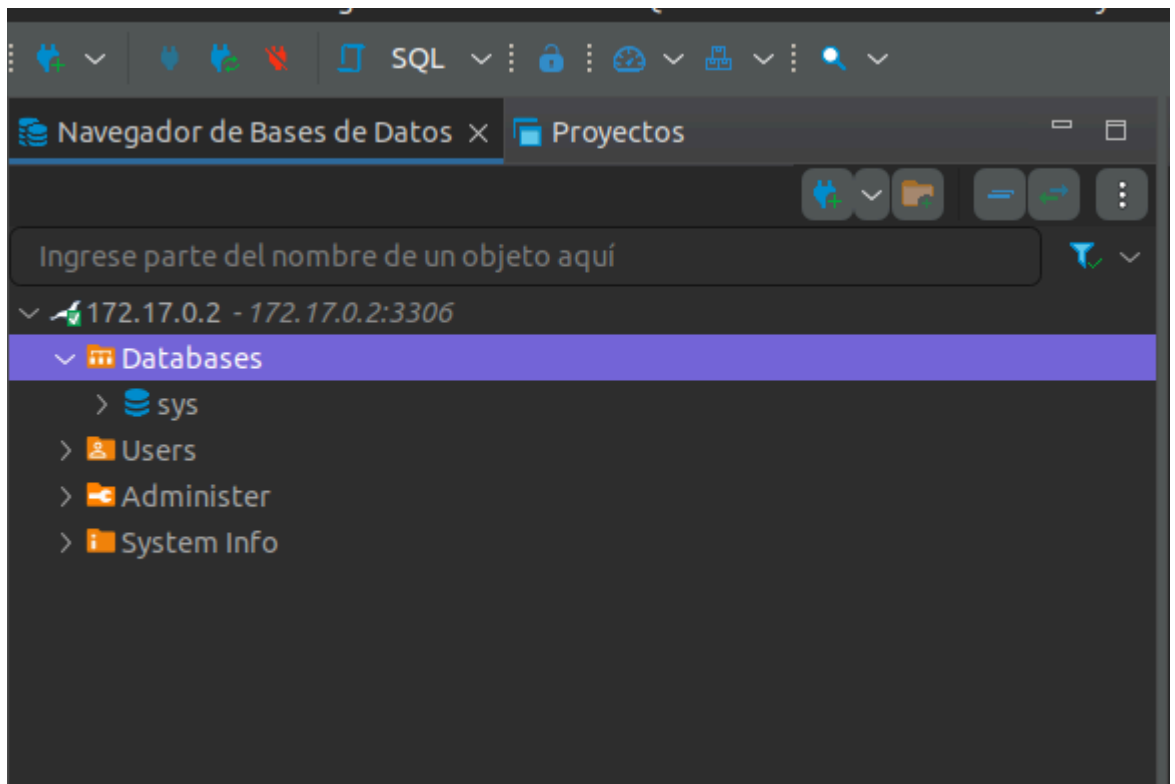 SQL
Navegador de Bases de Datos
Proyectos
Ingrese parte del nombre de un objeto aquí
172.17.0.2 - 172.17.0.2:3306
Databases
sys
Users
Administer
System Info